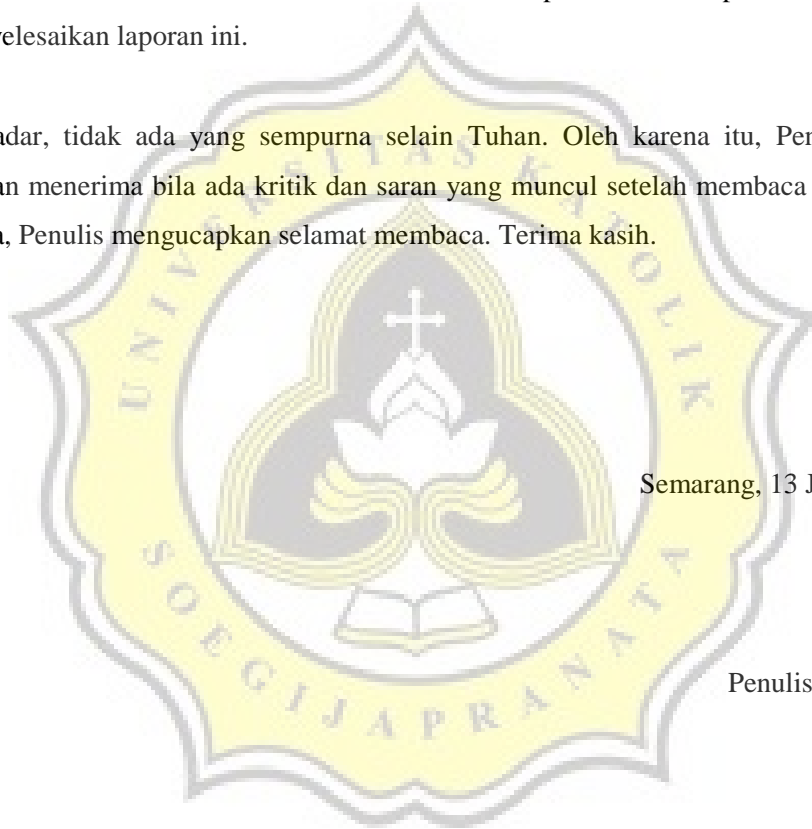 elesaikan laporan ini.
adar, tidak ada yang sempurna selain Tuhan. Oleh karena itu, Per
an menerima bila ada kritik dan saran yang muncul setelah membaca
a, Penulis mengucapkan selamat membaca. Terima kasih.
UNIVERSITAS KATOLIK
Semarang, 13 J
SOEGIJAPRANATA
Penulis